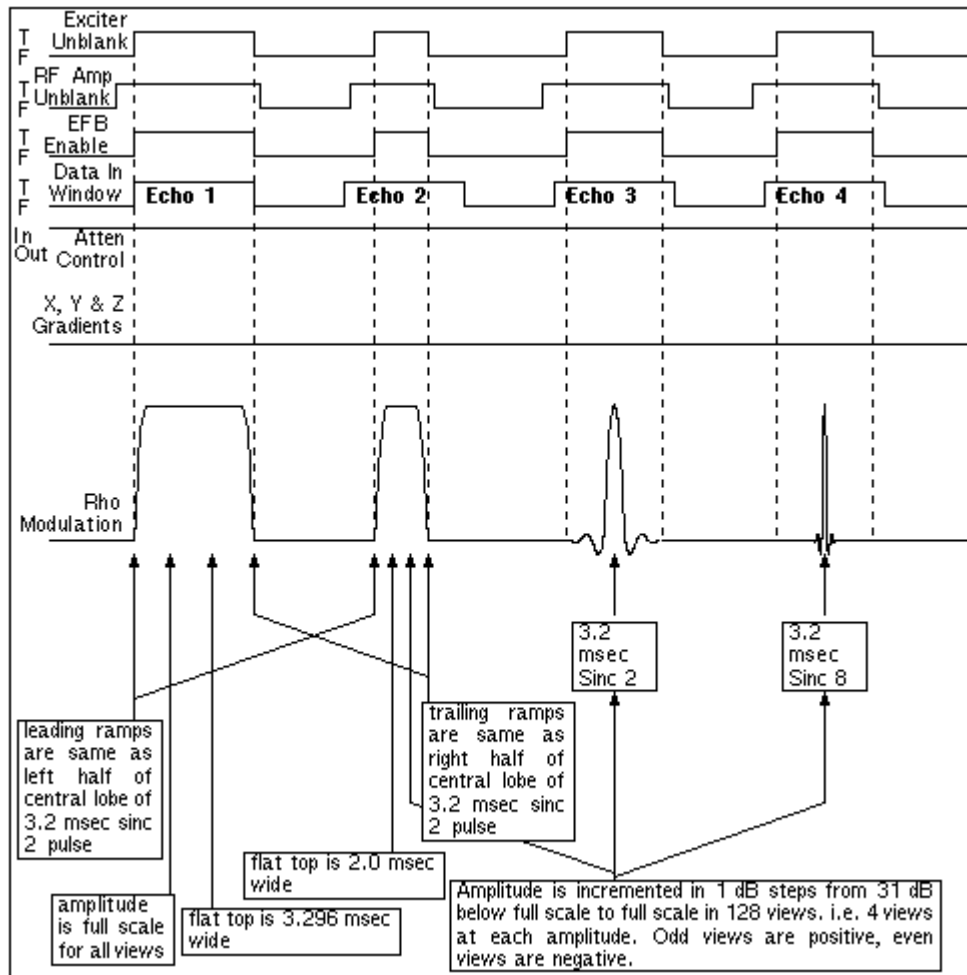 Exciter
Unblank
T
F
RF Amp
Unblank
T
F
EFB
Enable
T
F
Data In
Window
T
F
Echo 1
Echo 2
Echo 3
Echo 4
In
Out
Atten
Control
X, Y & Z
Gradients
Rho
Modulation
3.2
msec
Sinc 2
3.2
msec
Sinc 8
leading ramps
are same as
left half of
central lobe of
3.2 msec sinc
2 pulse
trailing ramps
are same as
right half of
central lobe of
3.2 msec sinc
2 pulse
flat top is 2.0 msec
wide
amplitude
is full scale
for all views
flat top is 3.296 msec
wide
Amplitude is incremented in 1 dB steps from 31 dB
below full scale to full scale in 128 views. i.e. 4 views
at each amplitude. Odd views are positive, even
views are negative.